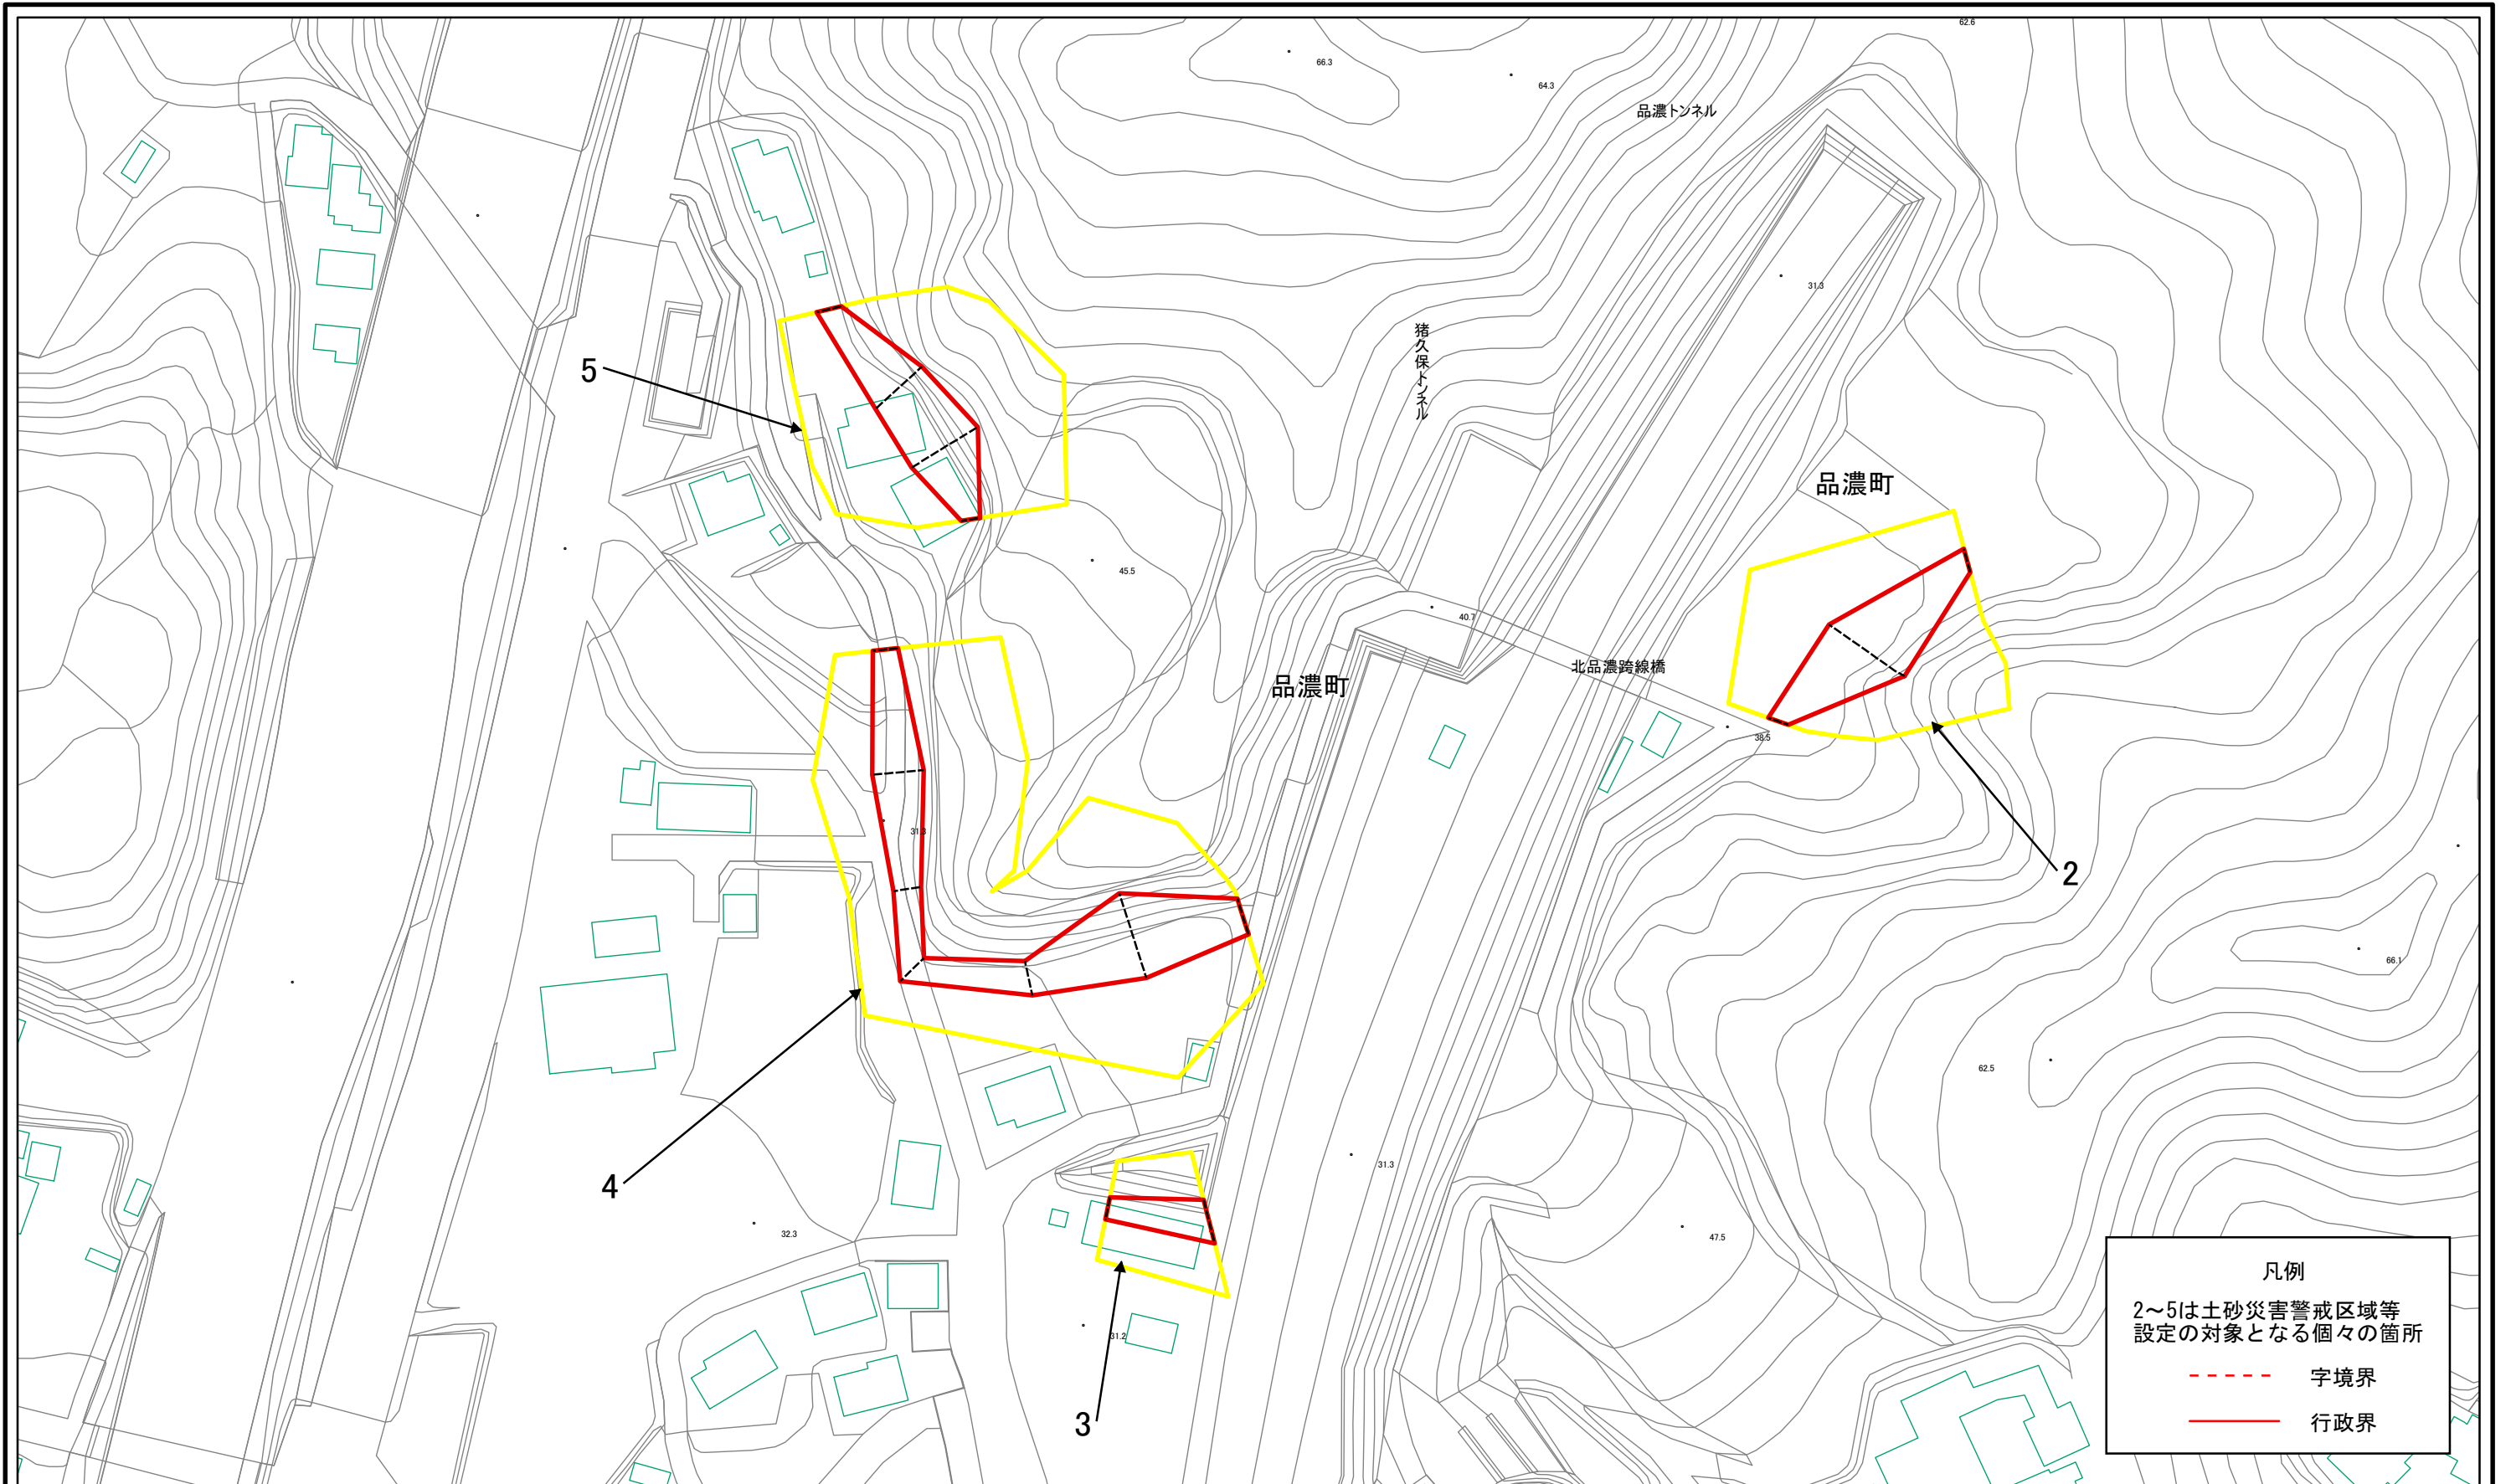 62.6
66.3
64.3
品濃トンネル
31.3
猪久保トンネル
5
品濃町
45.5
40.7
北品濃跨線橋
品濃町
38.5
31.3
2
66.1
62.5
4
31.3
32.3
47.5
31.2
3
凡例
2～5は土砂災害警戒区域等
設定の対象となる個々の箇所
字境界
行政界